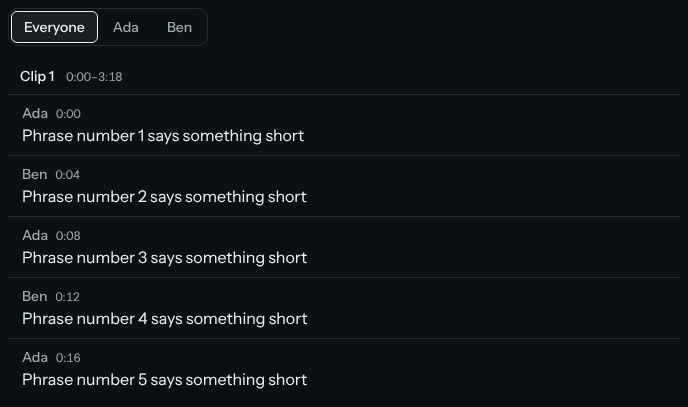 Everyone Ada Ben
Clip 1 0:00–3:18
Ada 0:00
Phrase number 1 says something short
Ben 0:04
Phrase number 2 says something short
Ada 0:08
Phrase number 3 says something short
Ben 0:12
Phrase number 4 says something short
Ada 0:16
Phrase number 5 says something short